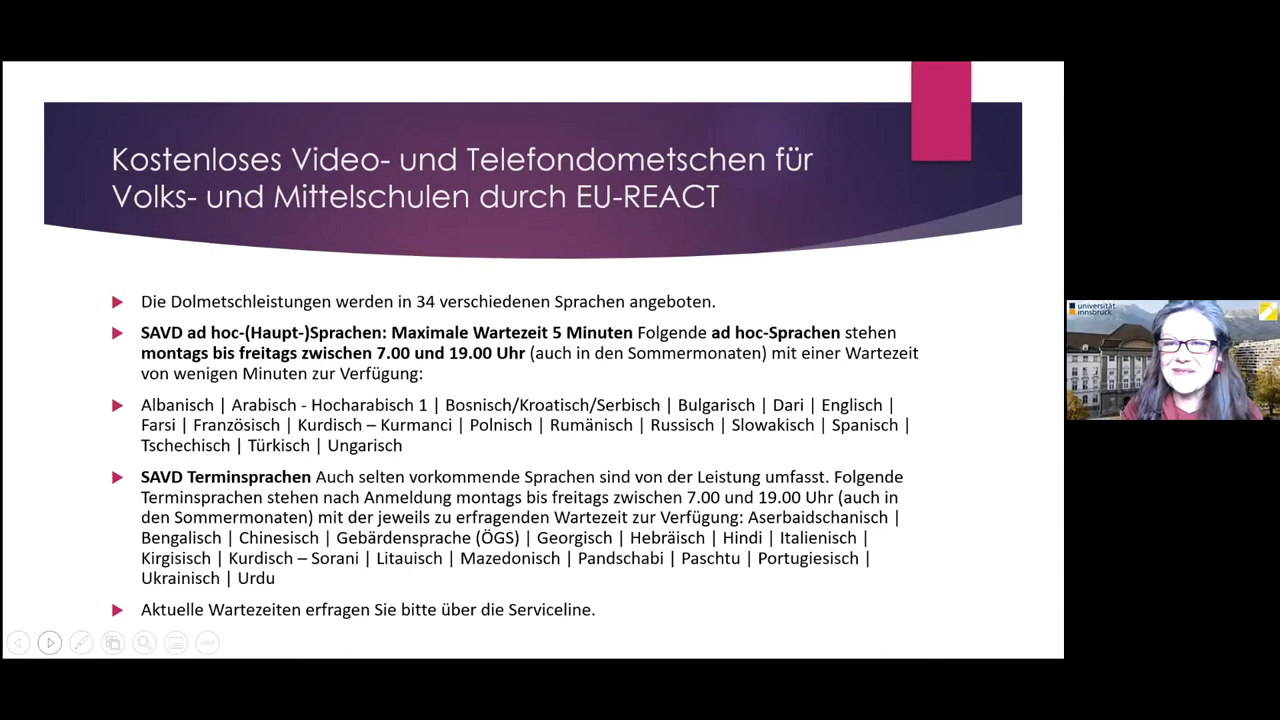 Kostenloses Video- und Telefondometschen für
Volks- und Mittelschulen durch EU-REACT
Die Dolmetschleistungen werden in 34 verschiedenen Sprachen angeboten.
SAVD ad hoc-(Haupt-)Sprachen: Maximale Wartezeit 5 Minuten Folgende ad hoc-Sprachen stehen
montags bis freitags zwischen 7.00 und 19.00 Uhr (auch in den Sommermonaten) mit einer Wartezeit
von wenigen Minuten zur Verfügung:
Albanisch | Arabisch - Hocharabisch 1 | Bosnisch/Kroatisch/Serbisch | Bulgarisch | Dari | Englisch |
Farsi | Französisch | Kurdisch – Kurmanci | Polnisch | Rumänisch | Russisch | Slowakisch | Spanisch |
Tschechisch | Türkisch | Ungarisch
SAVD Terminsprachen Auch selten vorkommende Sprachen sind von der Leistung umfasst. Folgende
Terminsprachen stehen nach Anmeldung montags bis freitags zwischen 7.00 und 19.00 Uhr (auch in
den Sommermonaten) mit der jeweils zu erfragenden Wartezeit zur Verfügung: Aserbaidschanisch |
Bengalisch | Chinesisch | Gebärdensprache (ÖGS) | Georgisch | Hebräisch | Hindi | Italienisch |
Kirgisisch | Kurdisch – Sorani | Litauisch | Mazedonisch | Pandschabi | Paschtu | Portugiesisch |
Ukrainisch | Urdu
Aktuelle Wartezeiten erfragen Sie bitte über die Serviceline.
universität
innsbruck